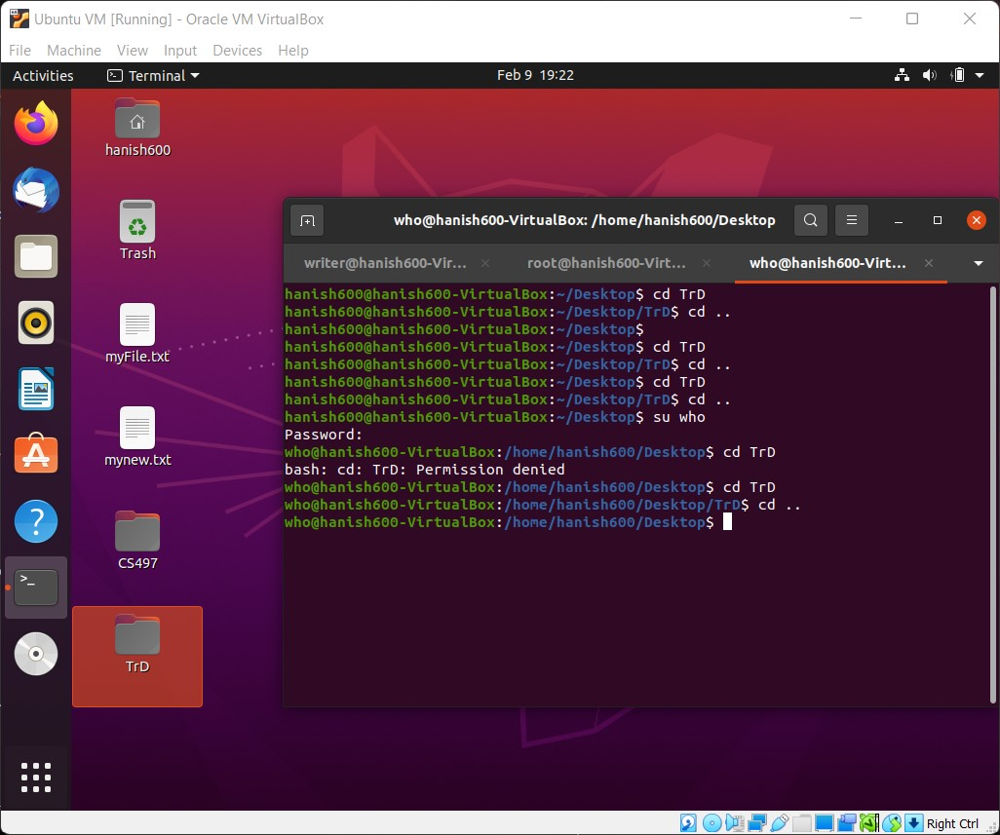 Ubuntu VM [Running] - Oracle VM VirtualBox
File Machine View Input Devices Help
Activities Terminal Feb 9 19:22
hanish600
Trash
myFile.txt
mynew.txt
CS497
TrD
who@hanish600-VirtualBox: /home/hanish600/Desktop
writer@hanish600-Vir... root@hanish600-Virt... who@hanish600-Virt...
hanish600@hanish600-VirtualBox:~/Desktop$ cd TrD
hanish600@hanish600-VirtualBox:~/Desktop/TrD$ cd ..
hanish600@hanish600-VirtualBox:~/Desktop$
hanish600@hanish600-VirtualBox:~/Desktop$ cd TrD
hanish600@hanish600-VirtualBox:~/Desktop/TrD$ cd ..
hanish600@hanish600-VirtualBox:~/Desktop$ cd TrD
hanish600@hanish600-VirtualBox:~/Desktop/TrD$ cd ..
hanish600@hanish600-VirtualBox:~/Desktop$ su who
Password:
who@hanish600-VirtualBox:/home/hanish600/Desktop$ cd TrD
bash: cd: TrD: Permission denied
who@hanish600-VirtualBox:/home/hanish600/Desktop$ cd TrD
who@hanish600-VirtualBox:/home/hanish600/Desktop/TrD$ cd ..
who@hanish600-VirtualBox:/home/hanish600/Desktop$
Right Ctrl